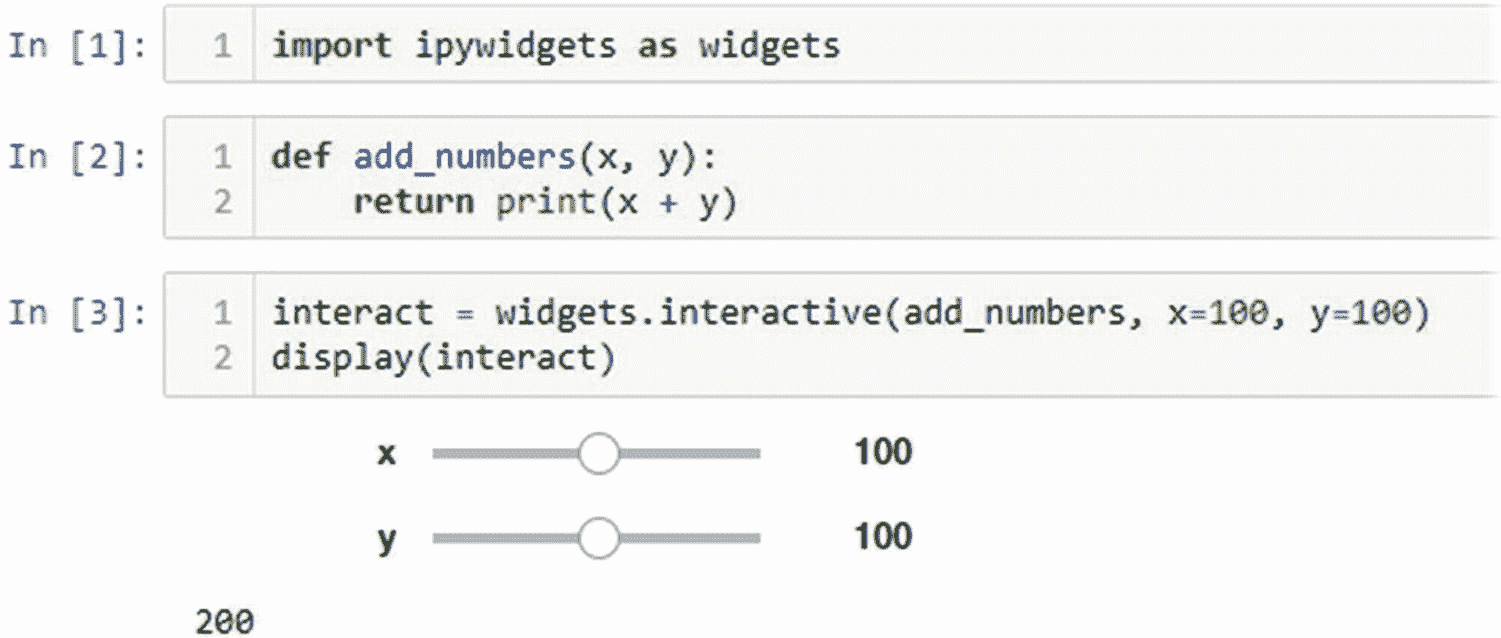 In [1]: 1 import ipywidgets as widgets
In [2]: 1 def add_numbers(x, y):
2     return print(x + y)
In [3]: 1 interact = widgets.interactive(add_numbers, x=100, y=100)
2 display(interact)
x 100
y 100
200